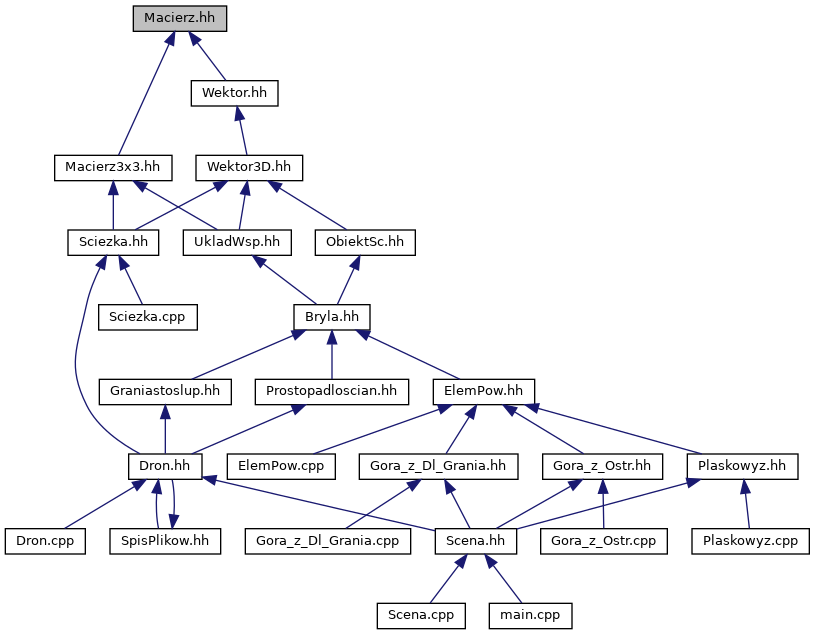 Macierz.hh
Wektor.hh
Macierz3x3.hh
Wektor3D.hh
Sciezka.hh
UkladWsp.hh
ObiektSc.hh
Sciezka.cpp
Bryla.hh
Graniastoslup.hh
Prostopadloscian.hh
ElemPow.hh
Dron.hh
ElemPow.cpp
Gora_z_Dl_Grania.hh
Gora_z_Ostr.hh
Plaskowyz.hh
Dron.cpp
SpisPlikow.hh
Gora_z_Dl_Grania.cpp
Scena.hh
Gora_z_Ostr.cpp
Plaskowyz.cpp
Scena.cpp
main.cpp